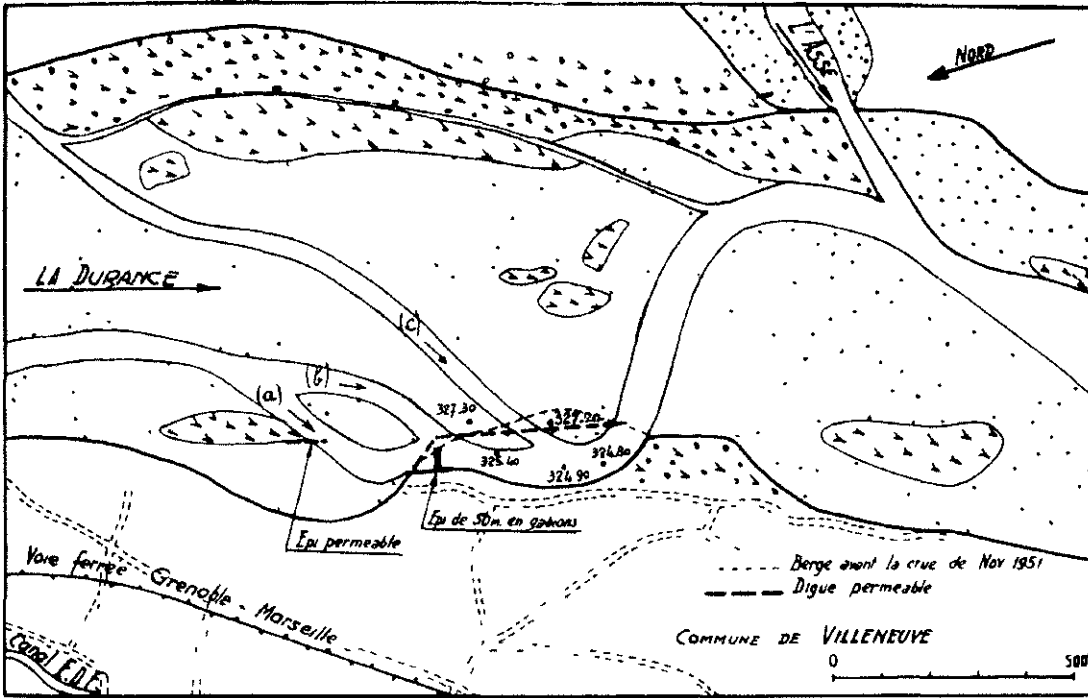 L'ASSE
NORD
LA DURANCE
(c)
(b)
(a)
327.30
325.40
324.80
324.90
Epi de 50m. en gabions
Epi permeable
Voie ferrée Grenoble - Marseille
Canal E.D.F.
Berge avant la crue de Nov 1951
Digue permeable
COMMUNE DE VILLENEUVE
0 500